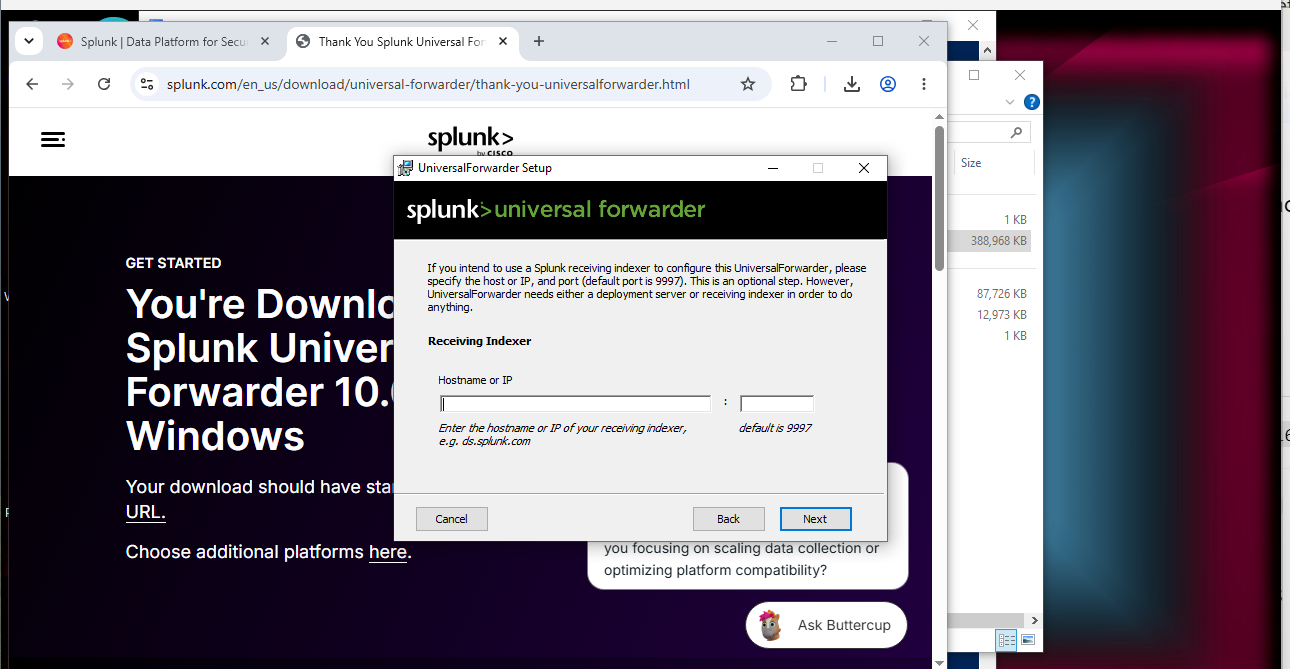 Splunk | Data Platform for Secu
Thank You Splunk Universal For
splunk.com/en_us/download/universal-forwarder/thank-you-universalforwarder.html
splunk>
by CISCO
Size
1 KB
388,968 KB
87,726 KB
12,973 KB
1 KB
GET STARTED
You're Downlo
Splunk Univer
Forwarder 10.
Windows
Your download should have star
URL.
Choose additional platforms here.
UniversalForwarder Setup
splunk>universal forwarder
If you intend to use a Splunk receiving indexer to configure this UniversalForwarder, please
specify the host or IP, and port (default port is 9997). This is an optional step. However,
UniversalForwarder needs either a deployment server or receiving indexer in order to do
anything.
Receiving Indexer
Hostname or IP
:
Enter the hostname or IP of your receiving indexer,
e.g. ds.splunk.com
default is 9997
Cancel
Back
Next
you focusing on scaling data collection or
optimizing platform compatibility?
Ask Buttercup